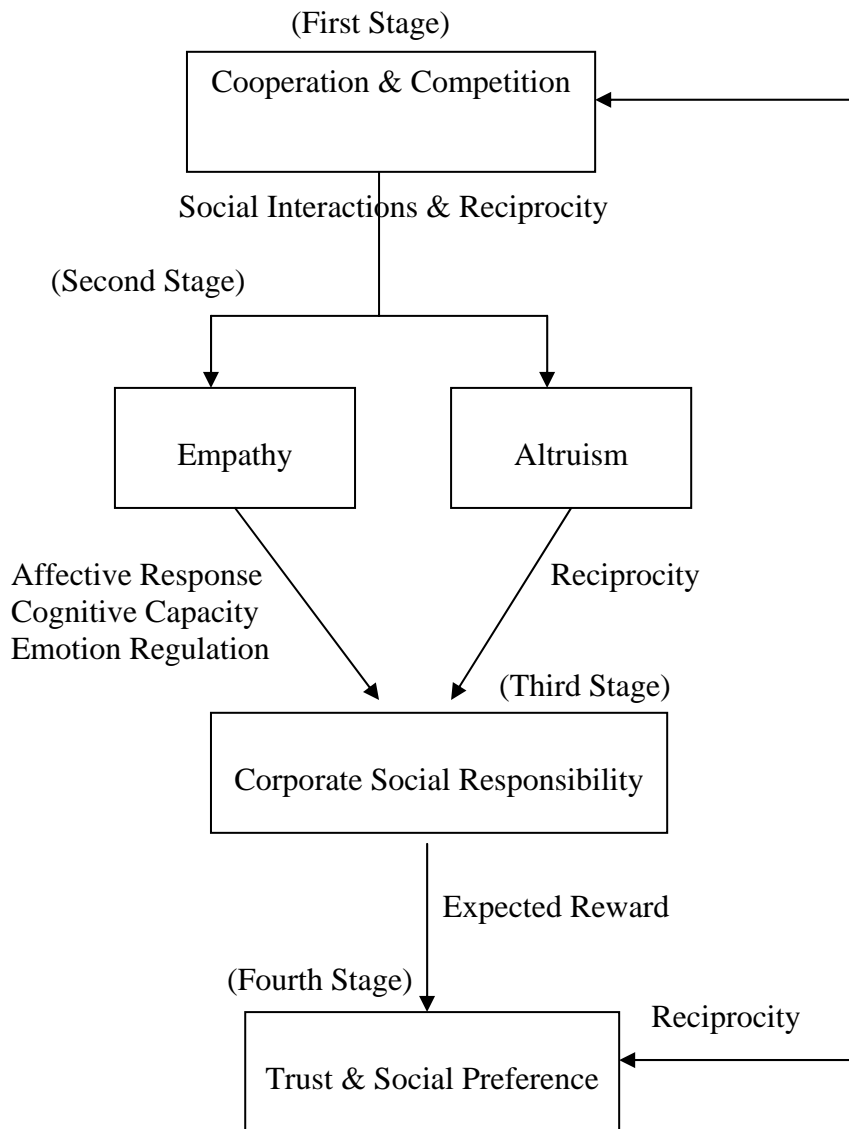 (First Stage)
Cooperation & Competition
Social Interactions & Reciprocity
(Second Stage)
Empathy
Altruism
Affective Response
Cognitive Capacity
Emotion Regulation
Reciprocity
(Third Stage)
Corporate Social Responsibility
Expected Reward
(Fourth Stage)
Reciprocity
Trust & Social Preference